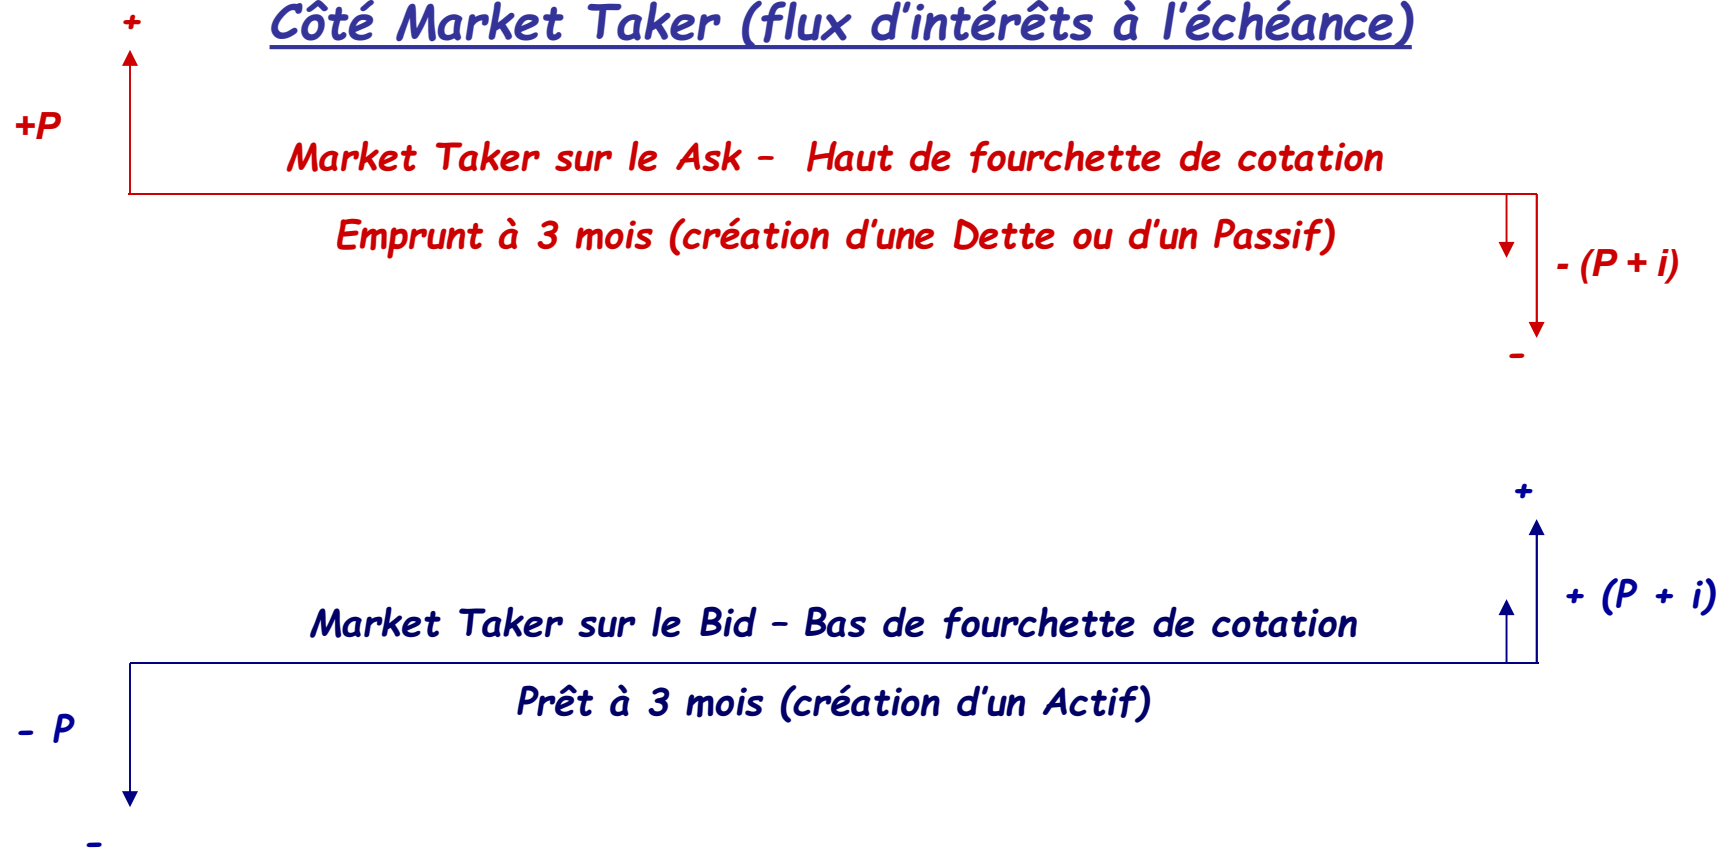 Côté Market Taker (flux d'intérêts à l'échéance)
+
+P
Market Taker sur le Ask – Haut de fourchette de cotation
Emprunt à 3 mois (création d'une Dette ou d'un Passif)
- (P + i)
–
+
+ (P + i)
Market Taker sur le Bid – Bas de fourchette de cotation
Prêt à 3 mois (création d'un Actif)
– P
–